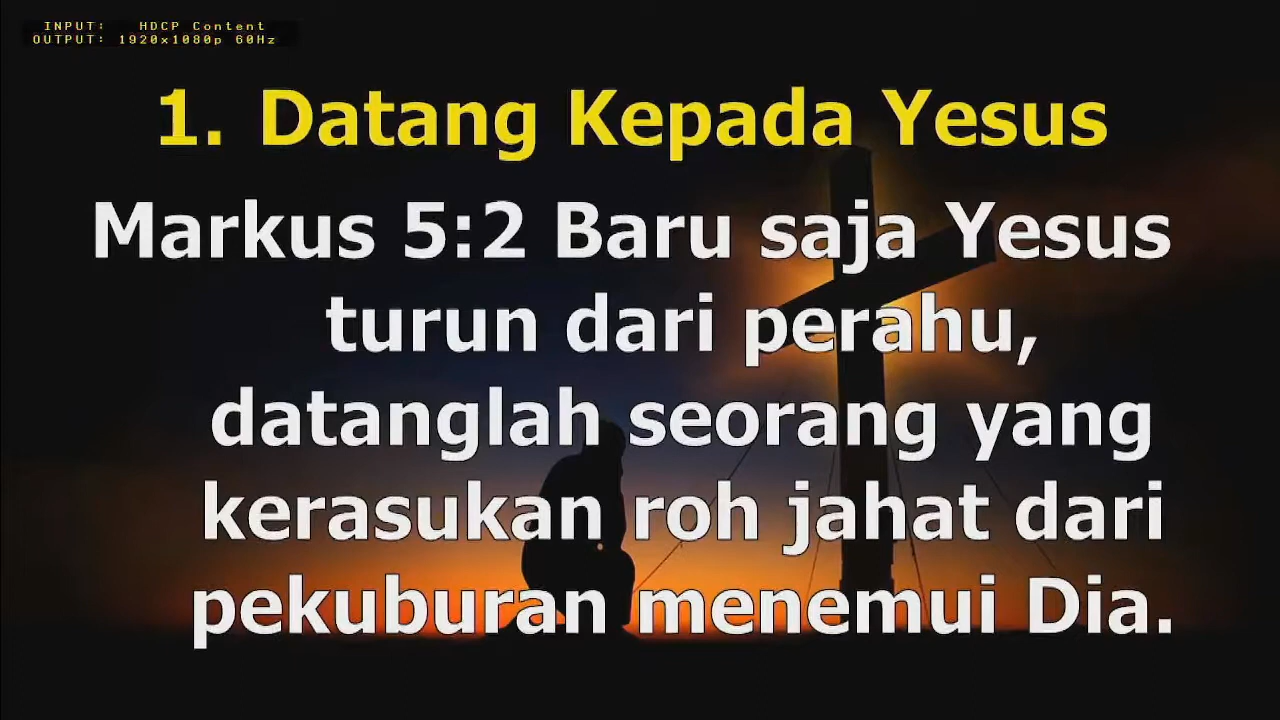 INPUT: HDCP Content
OUTPUT: 1920x1080p 60Hz
1. Datang Kepada Yesus
Markus 5:2 Baru saja Yesus
turun dari perahu,
datanglah seorang yang
kerasukan roh jahat dari
pekuburan menemui Dia.